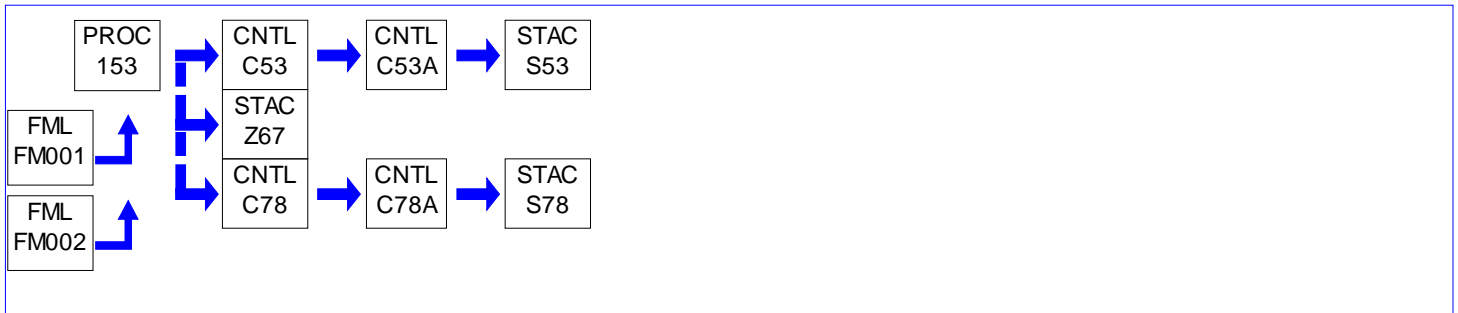 PROC
153
CNTL
C53
CNTL
C53A
STAC
S53
STAC
Z67
FML
FM001
CNTL
C78
CNTL
C78A
STAC
S78
FML
FM002